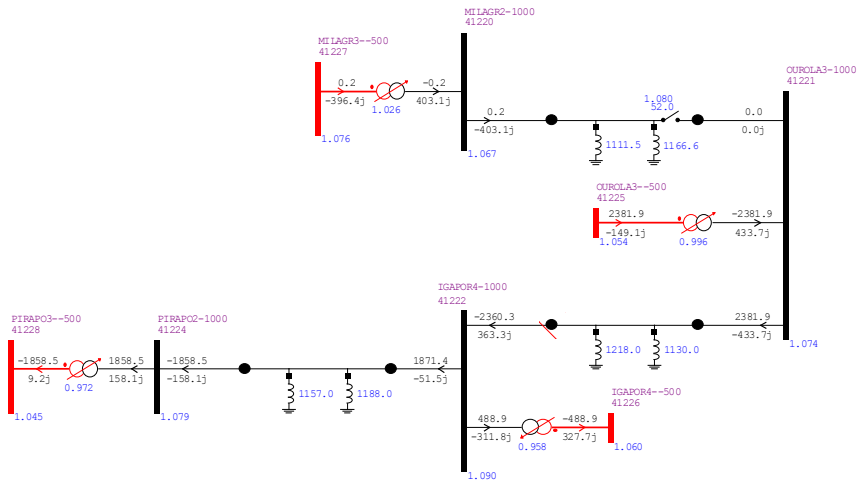 MILAGR2-1000
41220
MILAGR3--500
41227
0.2
-396.4j
1.026
-0.2
403.1j
1.076
1.067
0.2
-403.1j
1111.5
1166.6
1.080
52.0
0.0
0.0j
OUROLA3-1000
41221
OUROLA3--500
41225
2381.9
-149.1j
1.054
0.996
-2381.9
433.7j
IGAPOR4-1000
41222
-2360.3
363.3j
1218.0
1130.0
2381.9
-433.7j
1.074
PIRAPO3--500
41228
-1858.5
9.2j
0.972
1858.5
158.1j
1.045
PIRAPO2-1000
41224
-1858.5
-158.1j
1157.0
1188.0
1871.4
-51.5j
1.079
488.9
-311.8j
0.958
-488.9
327.7j
IGAPOR4--500
41226
1.060
1.090